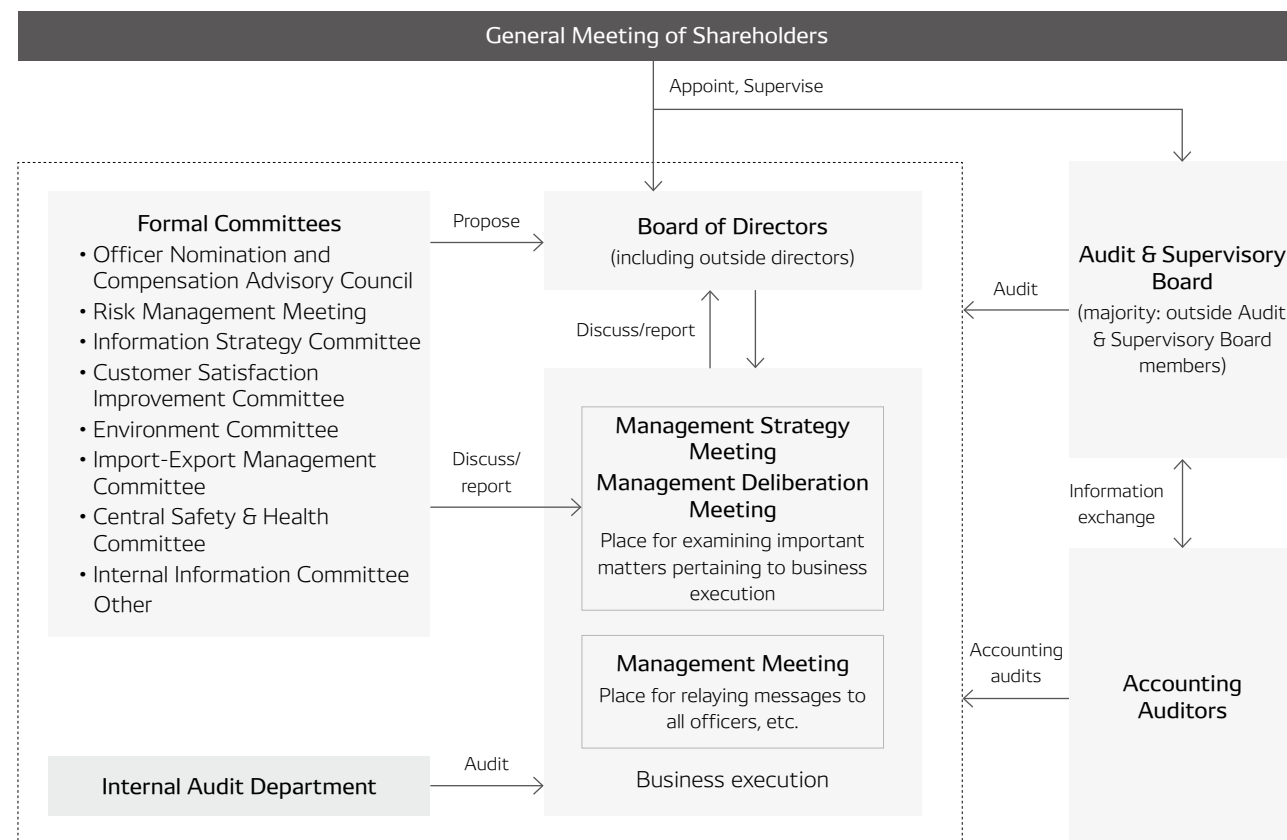 General Meeting of Shareholders
Appoint, Supervise
Formal Committees
• Officer Nomination and
Compensation Advisory Council
• Risk Management Meeting
• Information Strategy Committee
• Customer Satisfaction
Improvement Committee
• Environment Committee
• Import-Export Management
Committee
• Central Safety & Health
Committee
• Internal Information Committee
Other
Propose
Board of Directors
(including outside directors)
Discuss/report
Discuss/
report
Management Strategy
Meeting
Management Deliberation
Meeting
Place for examining important
matters pertaining to business
execution
Management Meeting
Place for relaying messages to
all officers, etc.
Business execution
Internal Audit Department
Audit
Audit
Audit & Supervisory
Board
(majority: outside Audit
& Supervisory Board
members)
Information
exchange
Accounting
audits
Accounting
Auditors